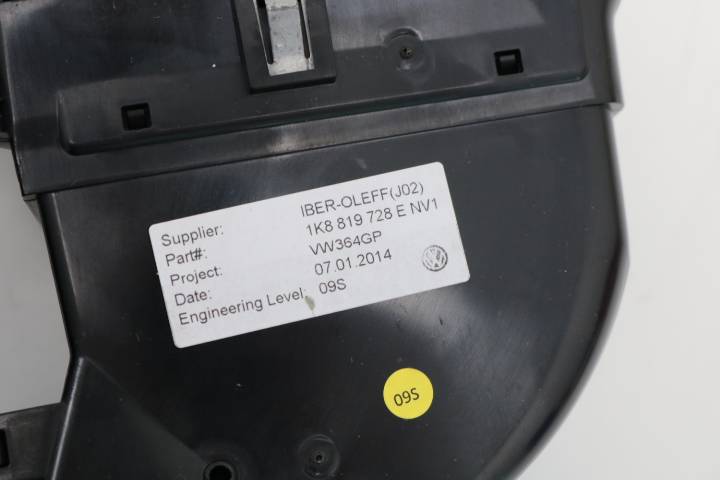 Supplier: IBER-OLEFF(J02)
Part#: 1K8 819 728 E NV1
Project: VW364GP
Date: 07.01.2014
Engineering Level: 09S
09S